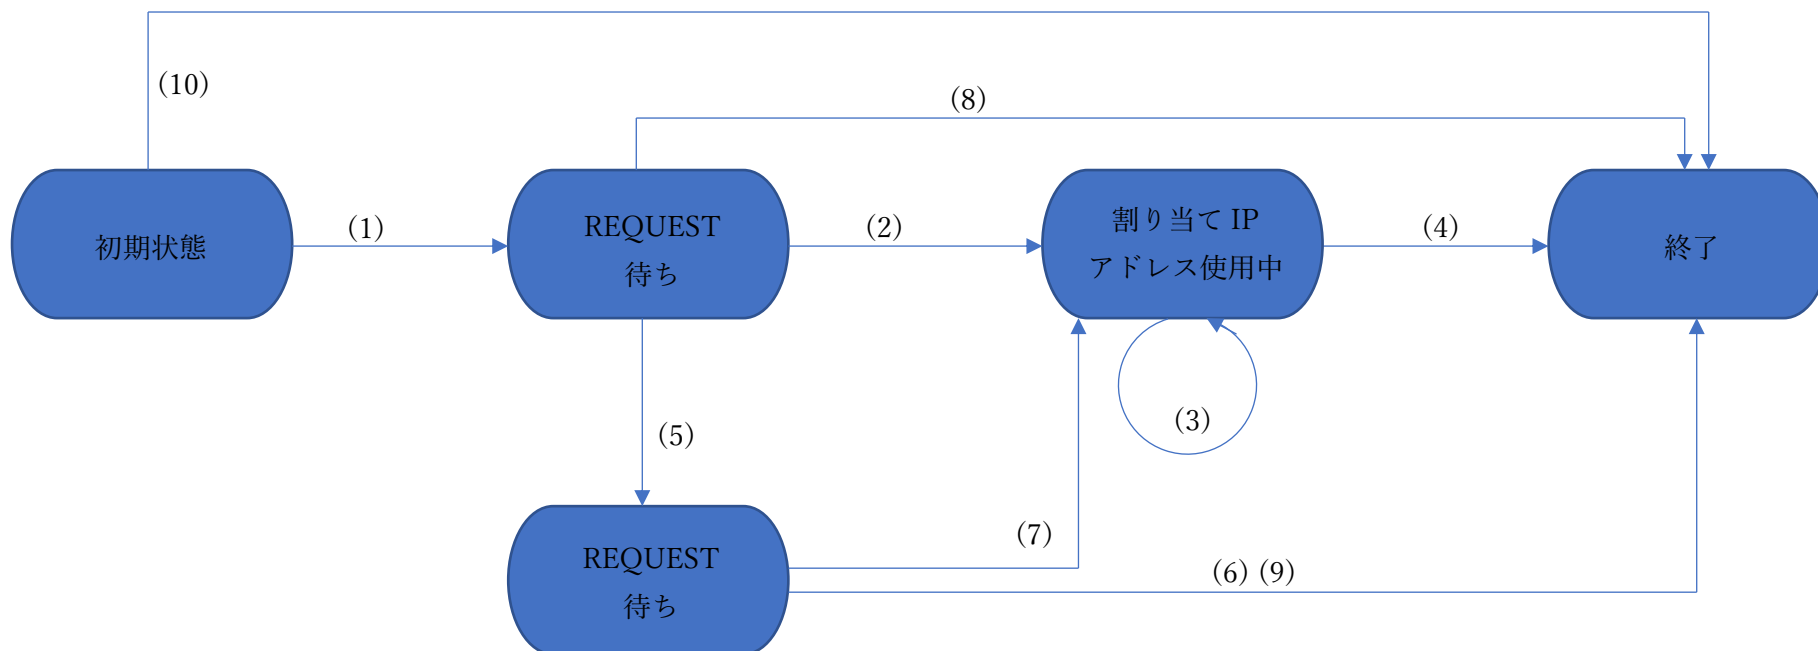 (10)
(8)
初期状態
(1)
REQUEST
待ち
(2)
割り当て IP
アドレス使用中
(4)
終了
(3)
(5)
REQUEST
待ち
(7)
(6) (9)